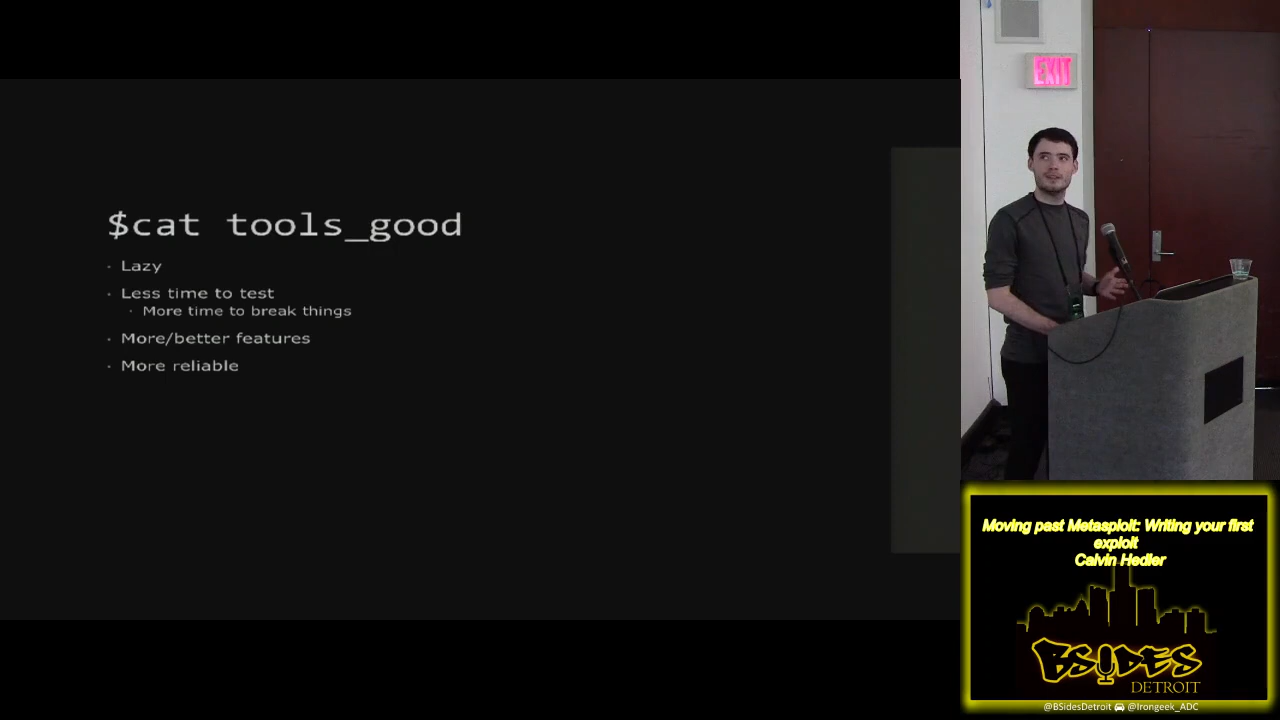 $cat tools_good
Lazy
Less time to test
More time to break things
More/better features
More reliable
EXIT
Moving past Metasploit: Writing your first
exploit
Calvin Hedler
BSIDES
DETROIT
@BSidesDetroit @Irongeek_ADC